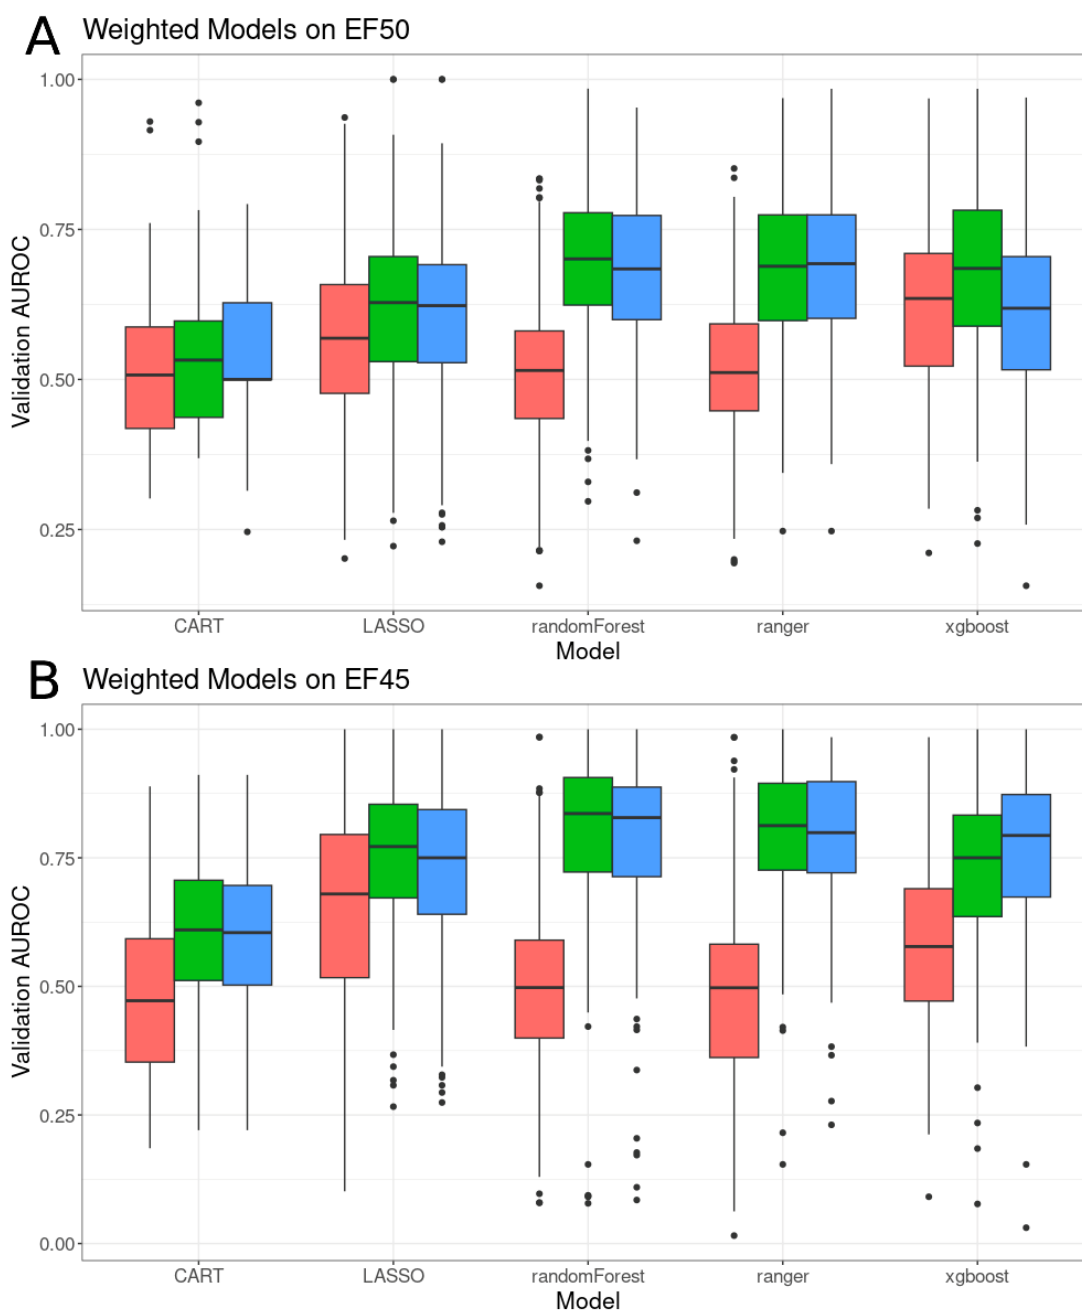 A Weighted Models on EF50
1.00
0.75
0.50
0.25
Validation AUROC
CART LASSO randomForest ranger xgboost
Model
B Weighted Models on EF45
1.00
0.75
0.50
0.25
0.00
Validation AUROC
CART LASSO randomForest ranger xgboost
Model